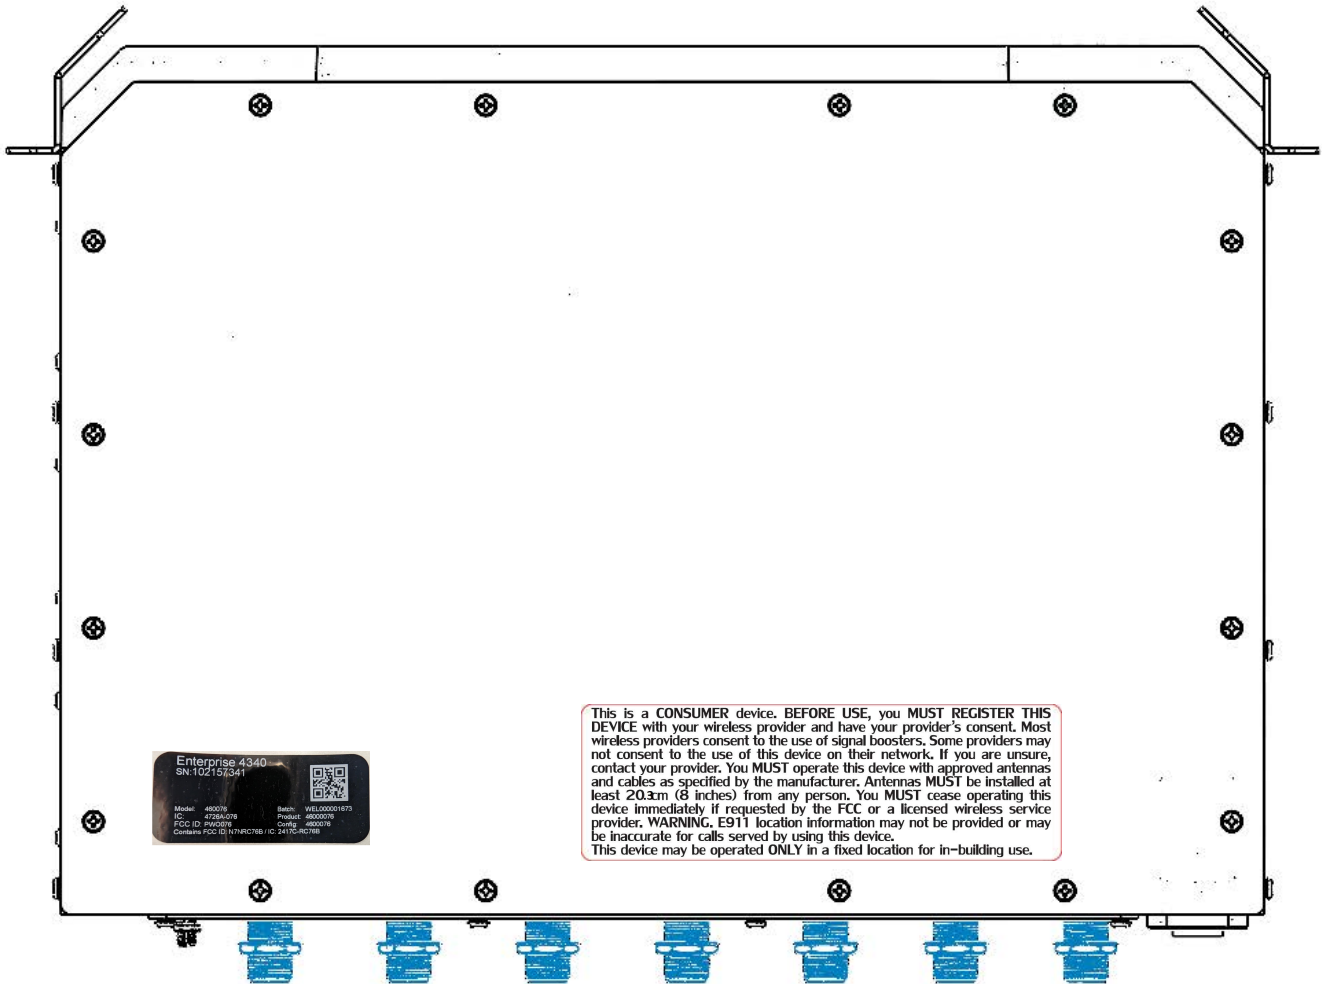 Enterprise 4340
SN:102157341
Model: 460076 Batch: WEL000001673
IC: 4726A-076 Product: 46000076
FCC ID: PWO076 Config: 4600076
Contains FCC ID: N7NRC76B / IC: 2417C-RC76B
This is a CONSUMER device. BEFORE USE, you MUST REGISTER THIS
DEVICE with your wireless provider and have your provider's consent. Most
wireless providers consent to the use of signal boosters. Some providers may
not consent to the use of this device on their network. If you are unsure,
contact your provider. You MUST operate this device with approved antennas
and cables as specified by the manufacturer. Antennas MUST be installed at
least 20.3cm (8 inches) from any person. You MUST cease operating this
device immediately if requested by the FCC or a licensed wireless service
provider. WARNING. E911 location information may not be provided or may
be inaccurate for calls served by using this device.
This device may be operated ONLY in a fixed location for in-building use.